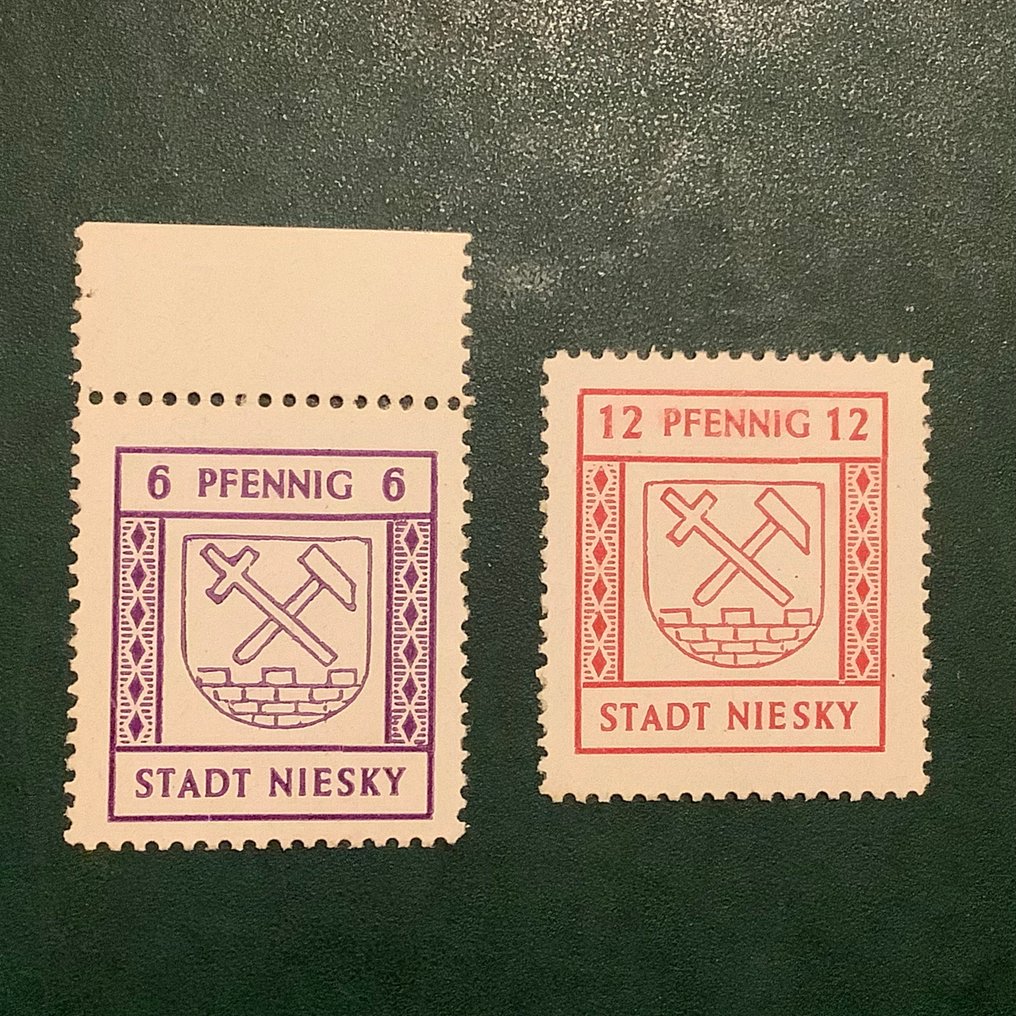 6 PFENNIG 6
STADT NIESKY
12 PFENNIG 12
STADT NIESKY